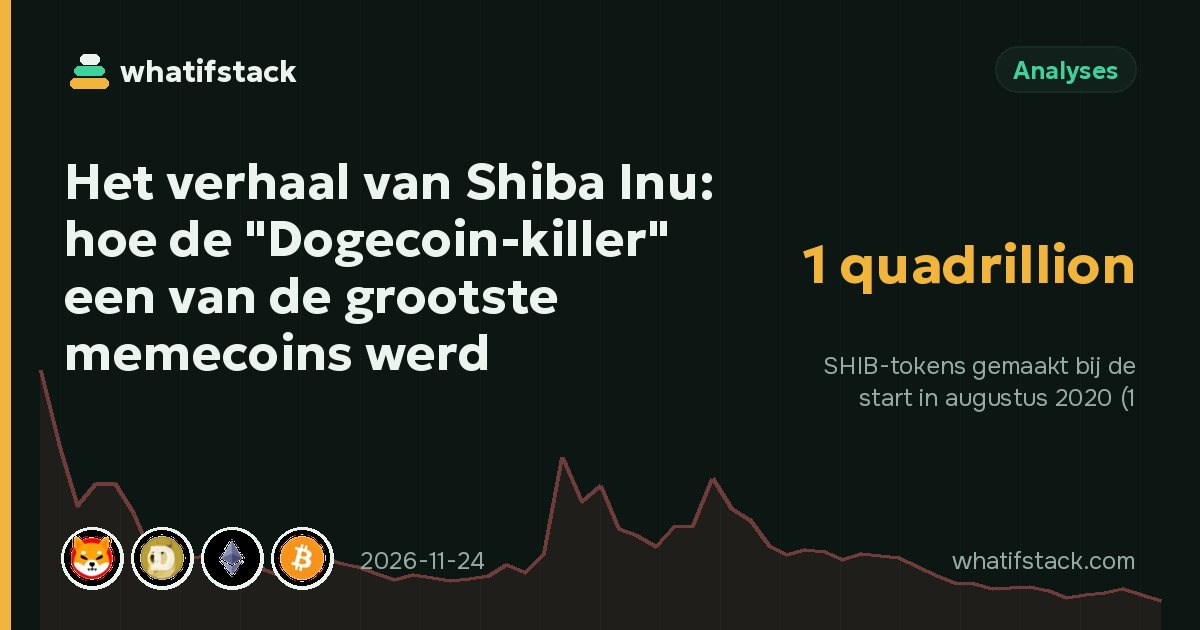 whatifstack
Analyses
Het verhaal van Shiba Inu:
hoe de "Dogecoin-killer"
een van de grootste
memecoins werd
1 quadrillion
SHIB-tokens gemaakt bij de
start in augustus 2020 (1
2026-11-24
whatifstack.com